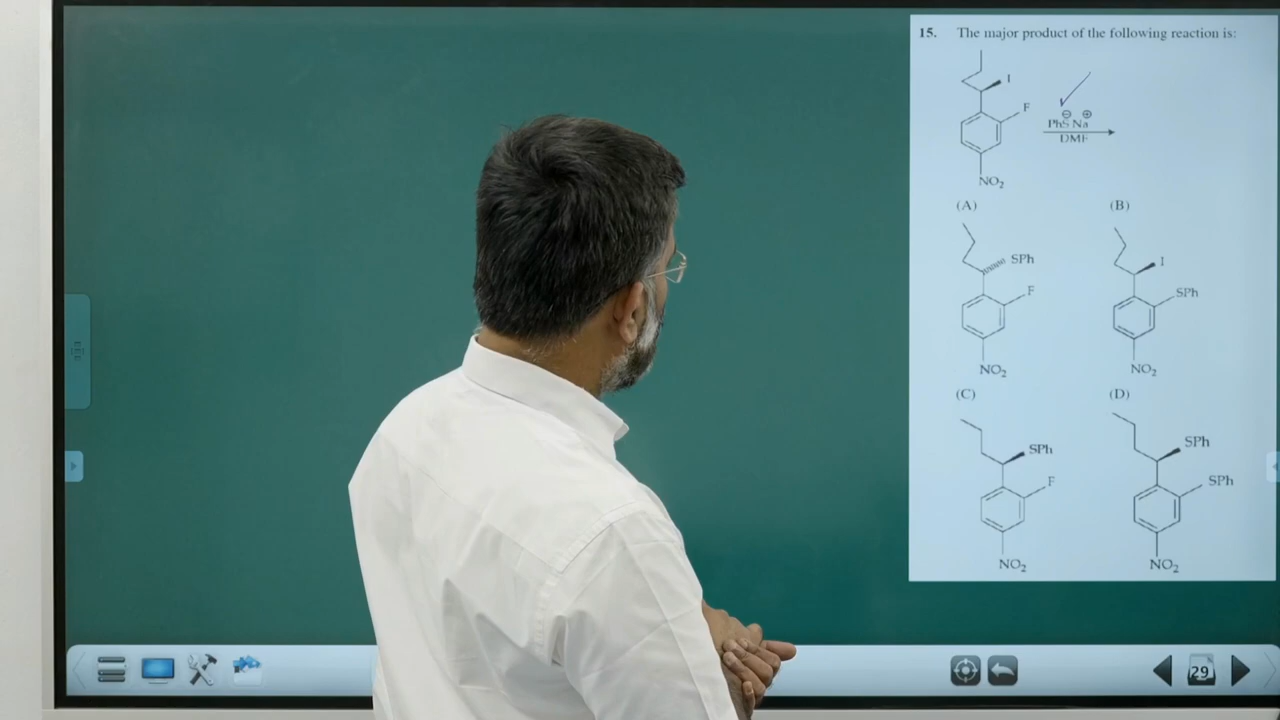 15. The major product of the following reaction is:
I
F
PhS⊖ Na⊕
DMF
NO₂
(A)
(B)
SPh
F
NO₂
I
SPh
NO₂
(C)
(D)
SPh
F
NO₂
SPh
SPh
NO₂
29